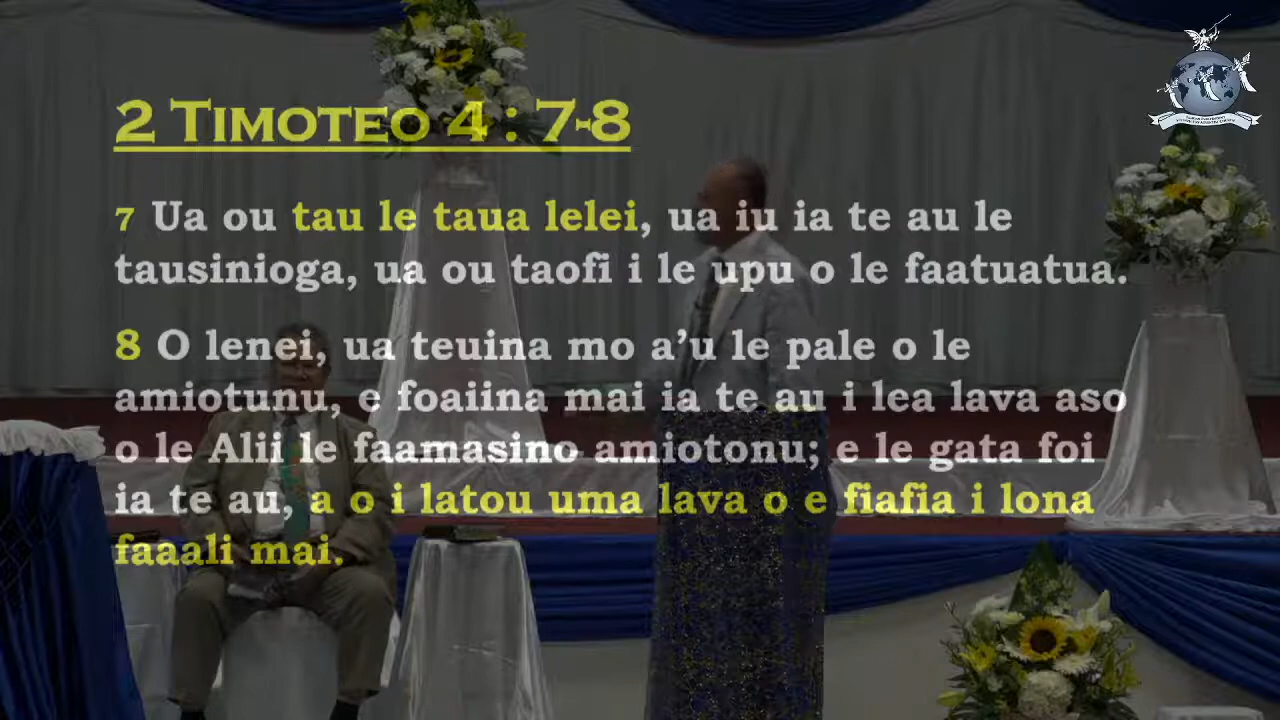 2 Timoteo 4 : 7-8
7 Ua ou tau le taua lelei, ua iu ia te au le
tausinioga, ua ou taofi i le upu o le faatuatua.
8 O lenei, ua teuina mo a’u le pale o le
amiotunu, e foaiina mai ia te au i lea lava aso
o le Alii le faamasino amiotonu; e le gata foi
ia te au, a o i latou uma lava o e fiafia i lona
faaali mai.